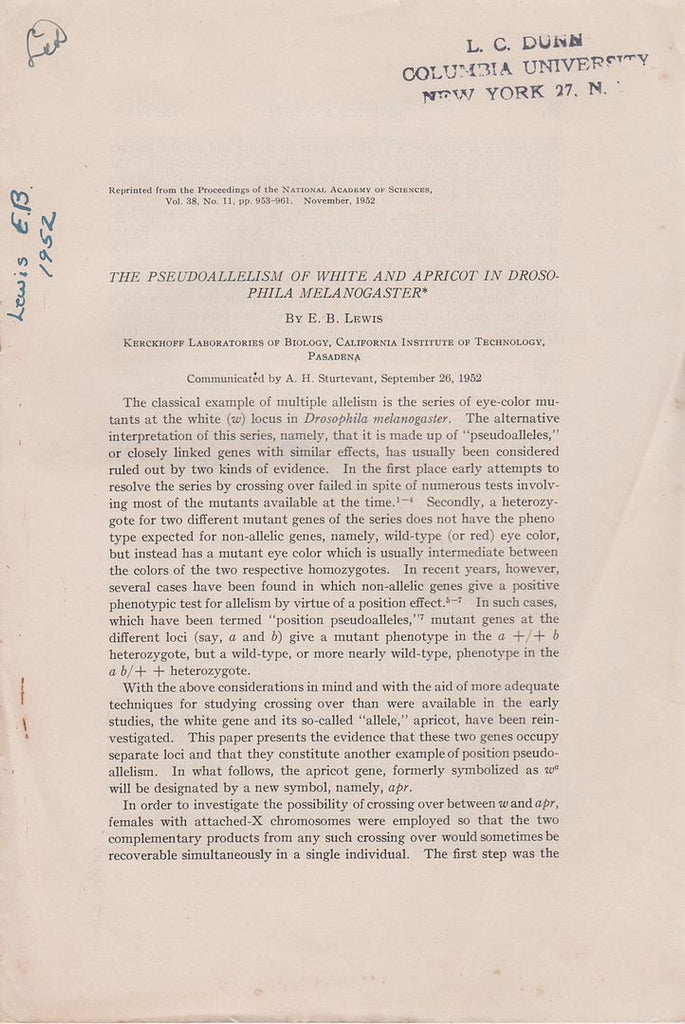 L. C. DUNN
COLUMBIA UNIVERSITY
NEW YORK 27, N.
Lewis E.B.
1952
Reprinted from the Proceedings of the NATIONAL ACADEMY OF SCIENCES,
Vol. 38, No. 11, pp. 953–961. November, 1952
THE PSEUDOALLELISM OF WHITE AND APRICOT IN DROSO-
PHILA MELANOGASTER*
BY E. B. LEWIS
KERCKHOFF LABORATORIES OF BIOLOGY, CALIFORNIA INSTITUTE OF TECHNOLOGY,
PASADENA
Communicated by A. H. Sturtevant, September 26, 1952
The classical example of multiple allelism is the series of eye-color mu-
tants at the white (w) locus in Drosophila melanogaster. The alternative
interpretation of this series, namely, that it is made up of "pseudoalleles,"
or closely linked genes with similar effects, has usually been considered
ruled out by two kinds of evidence. In the first place early attempts to
resolve the series by crossing over failed in spite of numerous tests involv-
ing most of the mutants available at the time.¹⁻⁴ Secondly, a heterozy-
gote for two different mutant genes of the series does not have the pheno
type expected for non-allelic genes, namely, wild-type (or red) eye color,
but instead has a mutant eye color which is usually intermediate between
the colors of the two respective homozygotes. In recent years, however,
several cases have been found in which non-allelic genes give a positive
phenotypic test for allelism by virtue of a position effect.⁵⁻⁷ In such cases,
which have been termed "position pseudoalleles,"⁷ mutant genes at the
different loci (say, a and b) give a mutant phenotype in the a +/+ b
heterozygote, but a wild-type, or more nearly wild-type, phenotype in the
a b/+ + heterozygote.
With the above considerations in mind and with the aid of more adequate
techniques for studying crossing over than were available in the early
studies, the white gene and its so-called "allele," apricot, have been rein-
vestigated. This paper presents the evidence that these two genes occupy
separate loci and that they constitute another example of position pseudo-
allelism. In what follows, the apricot gene, formerly symbolized as wᵃ
will be designated by a new symbol, namely, apr.
In order to investigate the possibility of crossing over between w and apr,
females with attached-X chromosomes were employed so that the two
complementary products from any such crossing over would sometimes be
recoverable simultaneously in a single individual. The first step was the